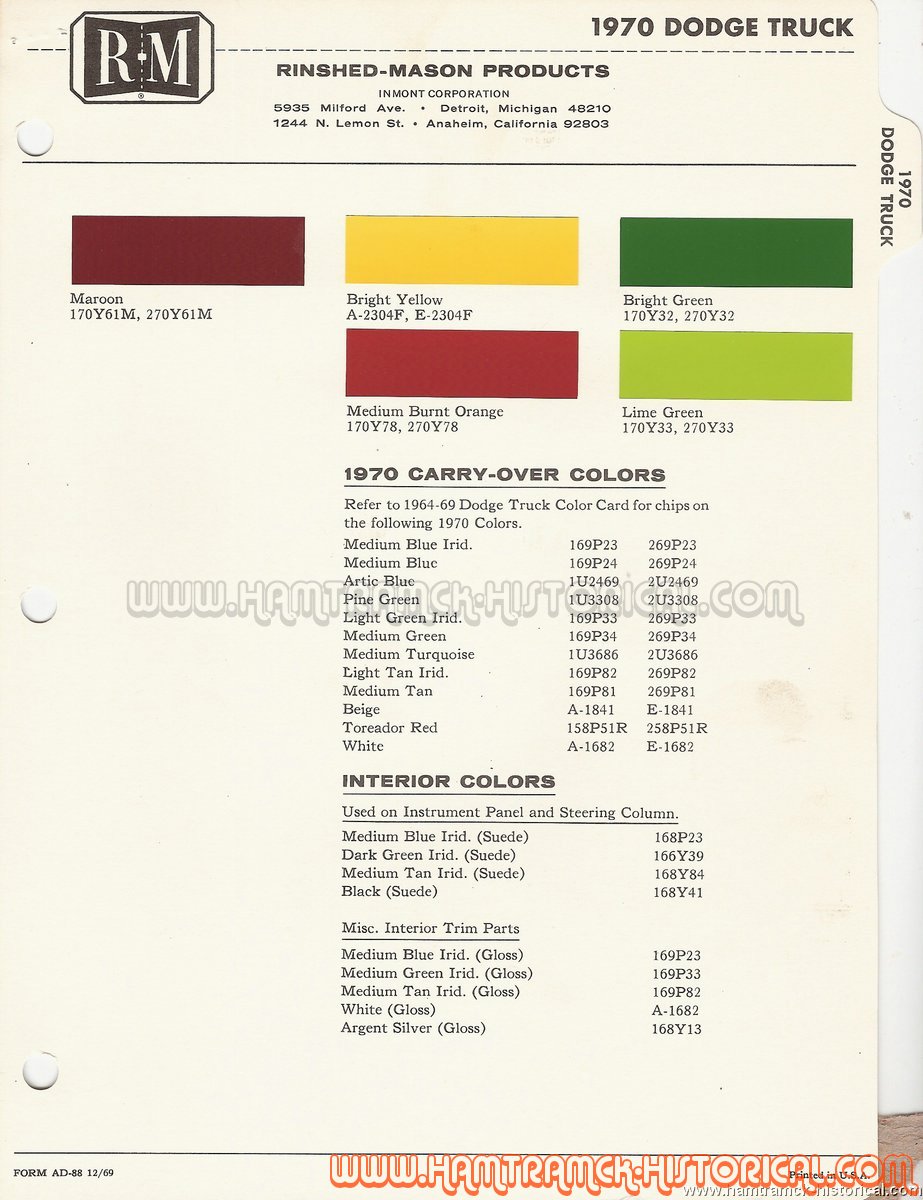 R-M
®
1970 DODGE TRUCK
RINSHED-MASON PRODUCTS
INMONT CORPORATION
5935 Milford Ave. • Detroit, Michigan 48210
1244 N. Lemon St. • Anaheim, California 92803
1970
DODGE TRUCK
Maroon
170Y61M, 270Y61M
Bright Yellow
A-2304F, E-2304F
Bright Green
170Y32, 270Y32
Medium Burnt Orange
170Y78, 270Y78
Lime Green
170Y33, 270Y33
1970 CARRY-OVER COLORS
Refer to 1964-69 Dodge Truck Color Card for chips on
the following 1970 Colors.
Medium Blue Irid. 169P23 269P23
Medium Blue 169P24 269P24
Artic Blue 1U2469 2U2469
www.Hamtramck-Historical.com
Pine Green 1U3308 2U3308
Light Green Irid. 169P33 269P33
Medium Green 169P34 269P34
Medium Turquoise 1U3686 2U3686
Light Tan Irid. 169P82 269P82
Medium Tan 169P81 269P81
Beige A-1841 E-1841
Toreador Red 158P51R 258P51R
White A-1682 E-1682
INTERIOR COLORS
Used on Instrument Panel and Steering Column.
Medium Blue Irid. (Suede) 168P23
Dark Green Irid. (Suede) 166Y39
Medium Tan Irid. (Suede) 168Y84
Black (Suede) 168Y41
Misc. Interior Trim Parts
Medium Blue Irid. (Gloss) 169P23
Medium Green Irid. (Gloss) 169P33
Medium Tan Irid. (Gloss) 169P82
White (Gloss) A-1682
Argent Silver (Gloss) 168Y13
FORM AD-88 12/69
www.Hamtramck-Historical.com
Printed in U.S.A.
www.hamtramck-historical.com